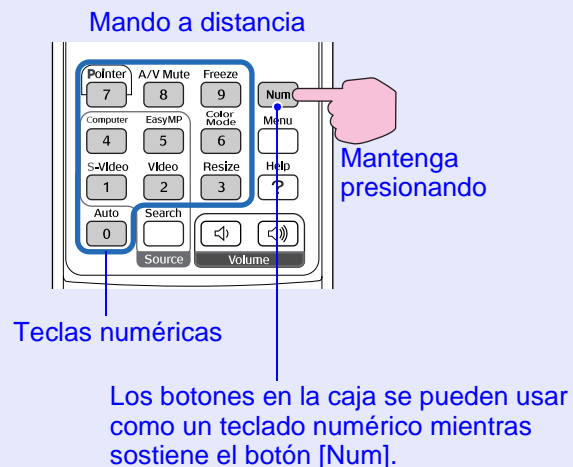 Mando a distancia
Pointer A/V Mute Freeze
7 8 9 Num
Computer EasyMP Color Mode Menu
4 5 6
S-Video Video Resize Help
1 2 3 ?
Auto Search
0
Source Volume
Mantenga
presionando
Teclas numéricas
Los botones en la caja se pueden usar
como un teclado numérico mientras
sostiene el botón [Num].